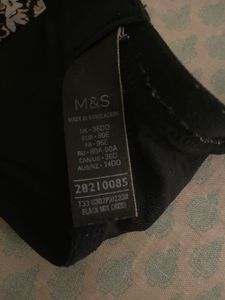 M&S
MADE IN BANGLADESH
UK • 36DD
EUR • 80E
FR • 95E
CAN/US • 36D
AUS/NZ • 14DD
28210085
BLACK MIX